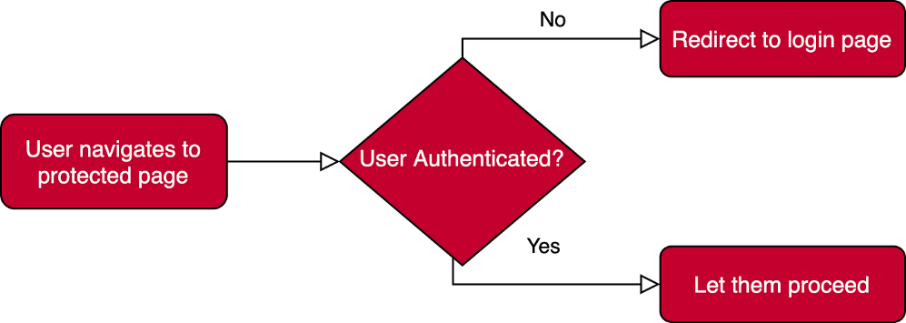 No
Redirect to login page
User navigates to
protected page
User Authenticated?
Yes
Let them proceed